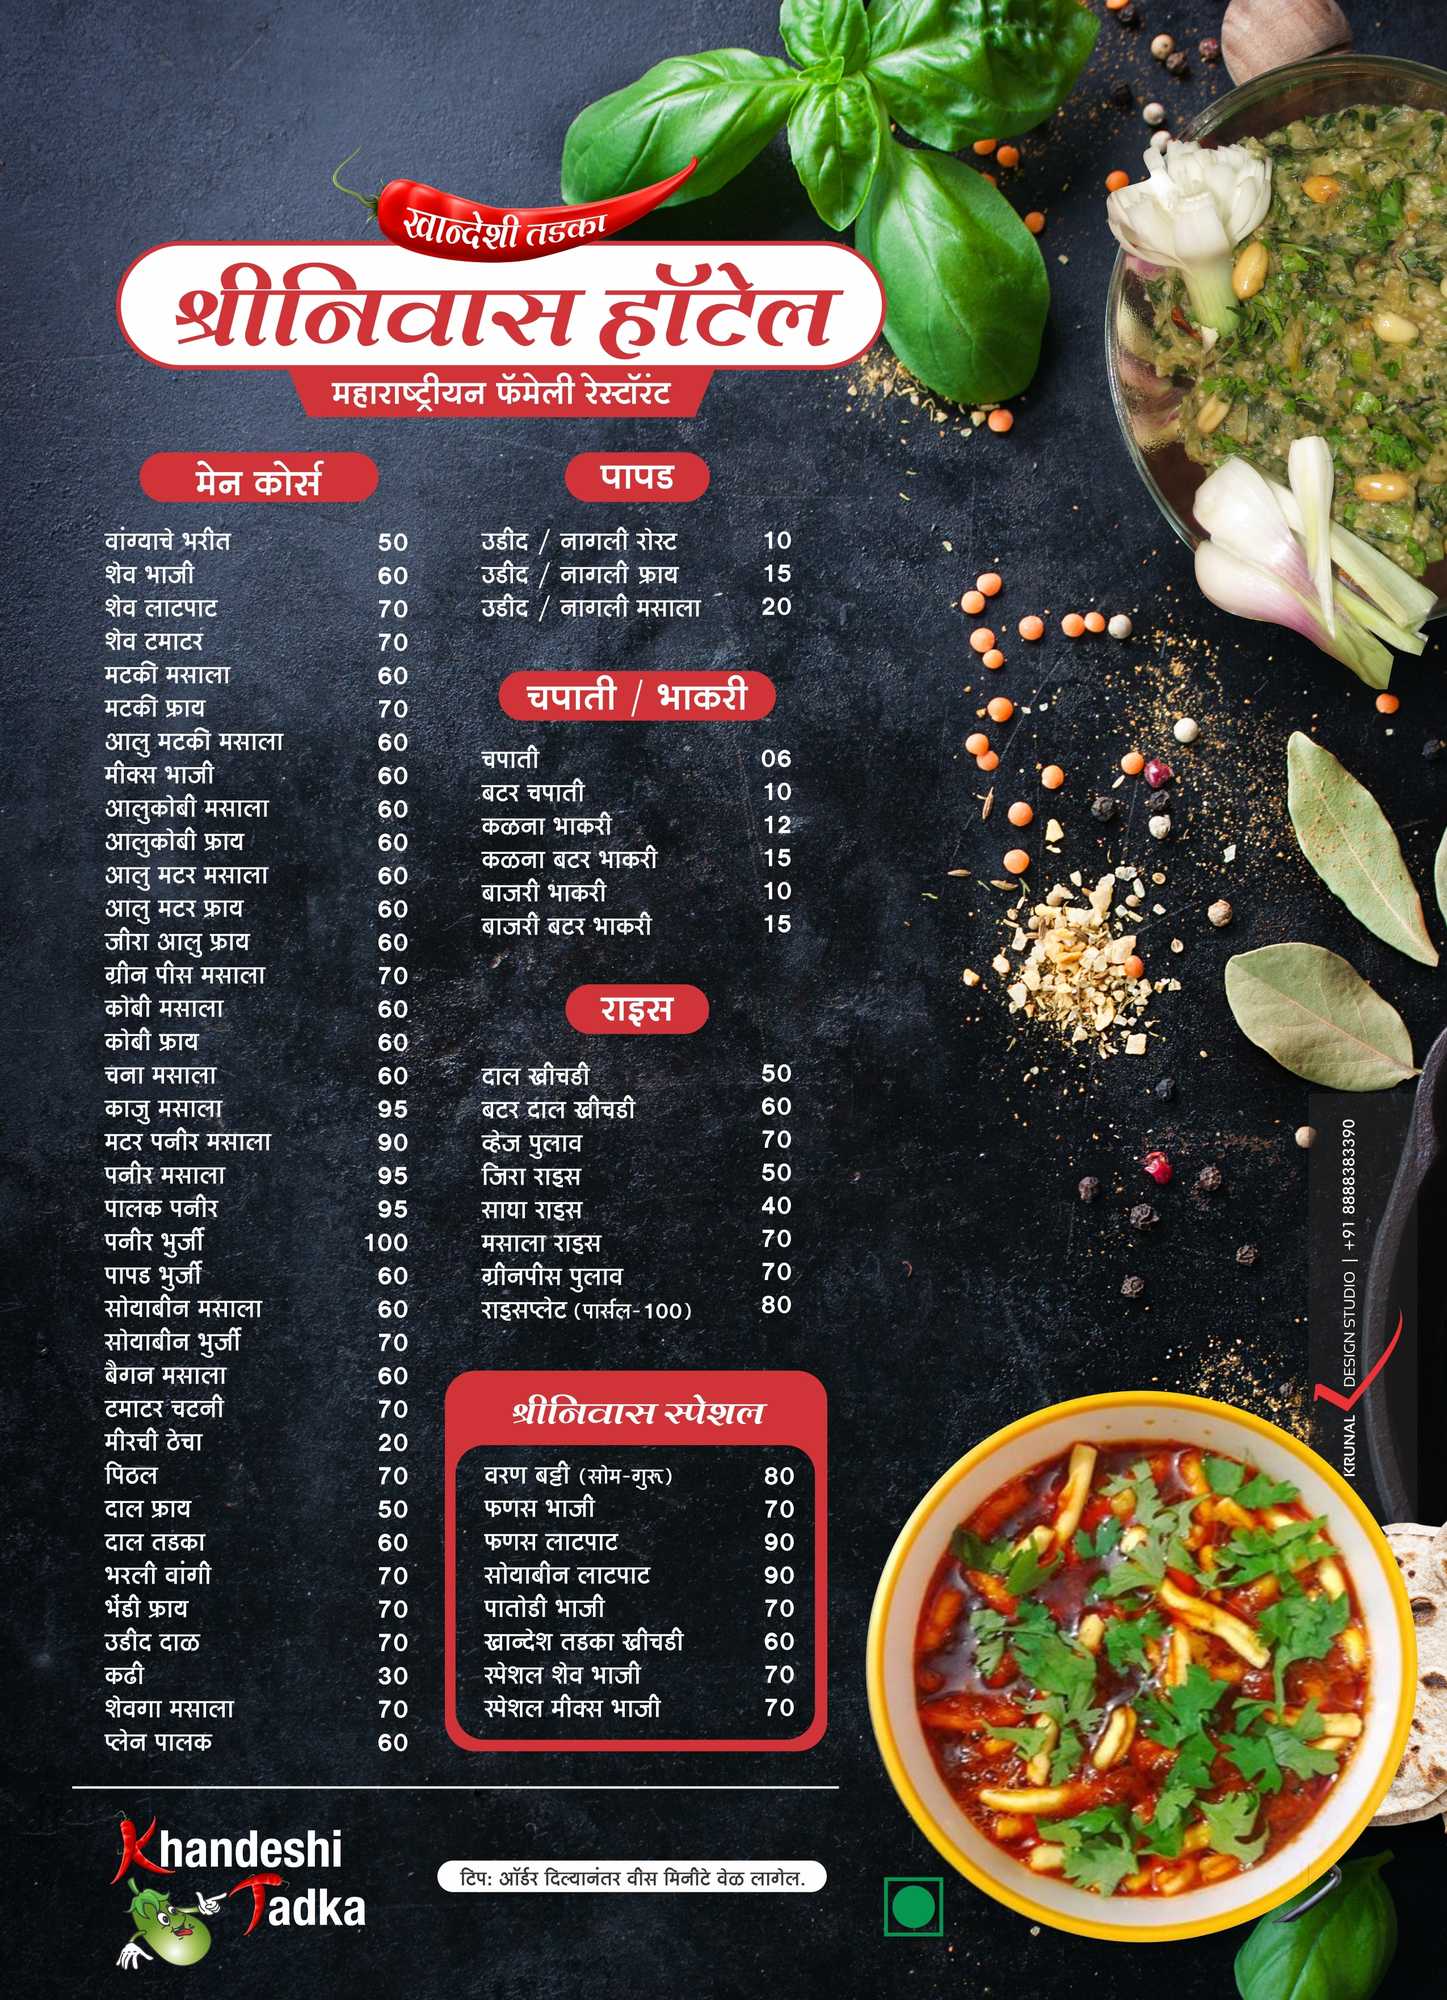 खान्देशी तडका
श्रीनिवास हॉटेल
महाराष्ट्रीयन फॅमेली रेस्टॉरंट
मेन कोर्स
वांग्याचे भरीत 50
शेव भाजी 60
शेव लाटपाट 70
शेव टमाटर 70
मटकी मसाला 60
मटकी फ्राय 70
आलु मटकी मसाला 60
मीक्स भाजी 60
आलुकोबी मसाला 60
आलुकोबी फ्राय 60
आलु मटर मसाला 60
आलु मटर फ्राय 60
जीरा आलु फ्राय 60
ग्रीन पीस मसाला 70
कोबी मसाला 60
कोबी फ्राय 60
चना मसाला 60
काजु मसाला 95
मटर पनीर मसाला 90
पनीर मसाला 95
पालक पनीर 95
पनीर भुर्जी 100
पापड भुर्जी 60
सोयाबीन मसाला 60
सोयाबीन भुर्जी 70
बैगन मसाला 60
टमाटर चटनी 70
मीरची ठेचा 20
पिठल 70
दाल फ्राय 50
दाल तडका 60
भरली वांगी 70
भेंडी फ्राय 70
उडीद दाळ 70
कढी 30
शेवगा मसाला 70
प्लेन पालक 60
पापड
उडीद / नागली रोस्ट 10
उडीद / नागली फ्राय 15
उडीद / नागली मसाला 20
चपाती / भाकरी
चपाती 06
बटर चपाती 10
कळना भाकरी 12
कळना बटर भाकरी 15
बाजरी भाकरी 10
बाजरी बटर भाकरी 15
राइस
दाल खीचडी 50
बटर दाल खीचडी 60
व्हेज पुलाव 70
जिरा राइस 50
साधा राइस 40
मसाला राइस 70
ग्रीनपीस पुलाव 70
राइसप्लेट (पार्सल-100) 80
श्रीनिवास स्पेशल
वरण बट्टी (सोम-गुरू) 80
फणस भाजी 70
फणस लाटपाट 90
सोयाबीन लाटपाट 90
पातोडी भाजी 70
खान्देश तडका खीचडी 60
स्पेशल शेव भाजी 70
स्पेशल मीक्स भाजी 70
Khandeshi
Tadka
टिप: ऑर्डर दिल्यानंतर वीस मिनीटे वेळ लागेल.
KRUNAL DESIGN STUDIO | +91 8888383390